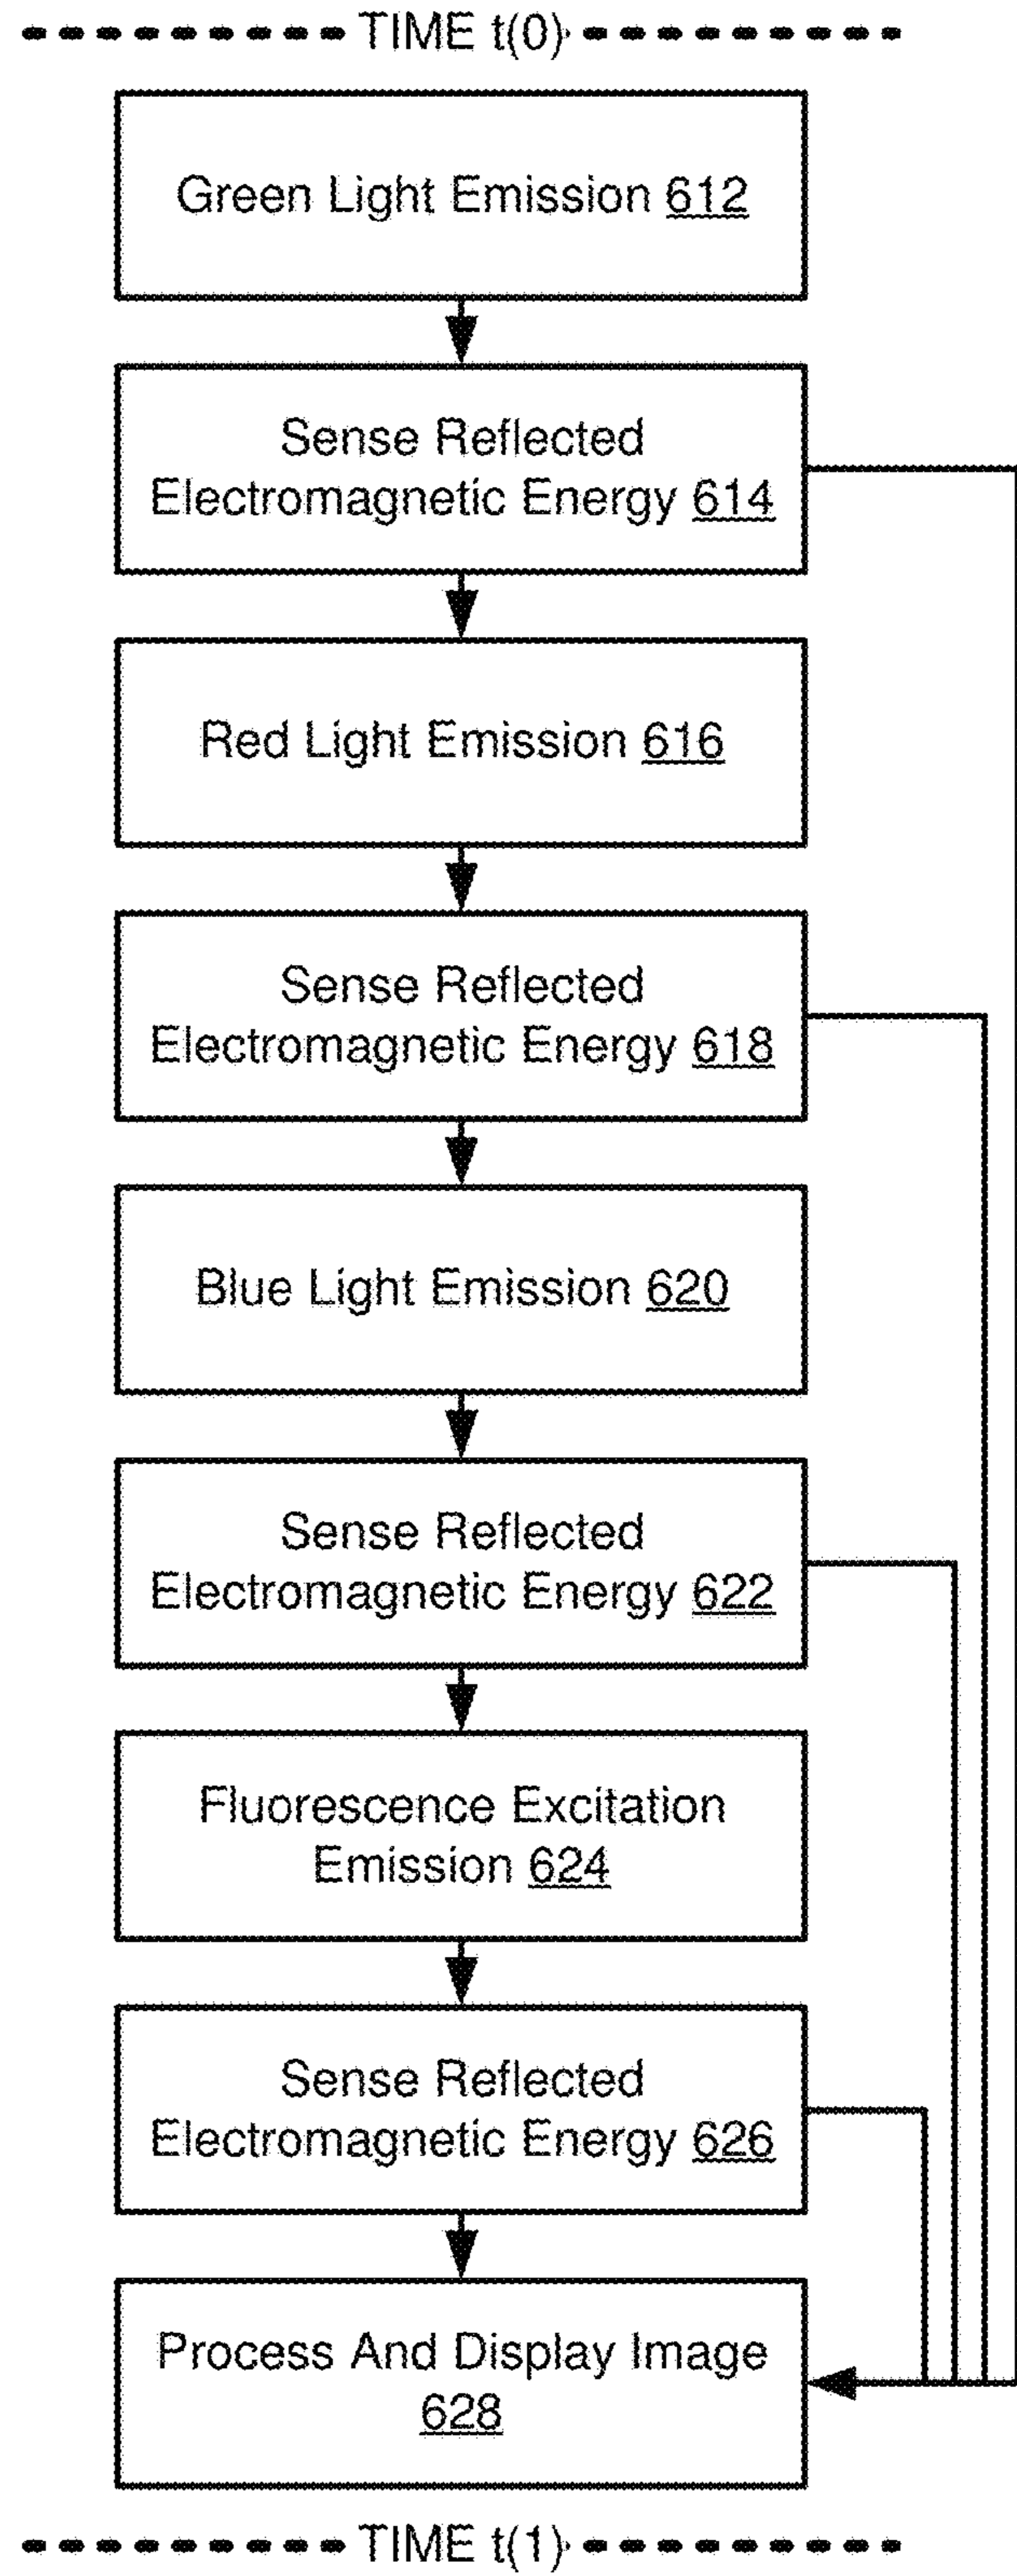 TIME t(0)
Green Light Emission 612
Sense Reflected
Electromagnetic Energy 614
Red Light Emission 616
Sense Reflected
Electromagnetic Energy 618
Blue Light Emission 620
Sense Reflected
Electromagnetic Energy 622
Fluorescence Excitation
Emission 624
Sense Reflected
Electromagnetic Energy 626
Process And Display Image
628
TIME t(1)